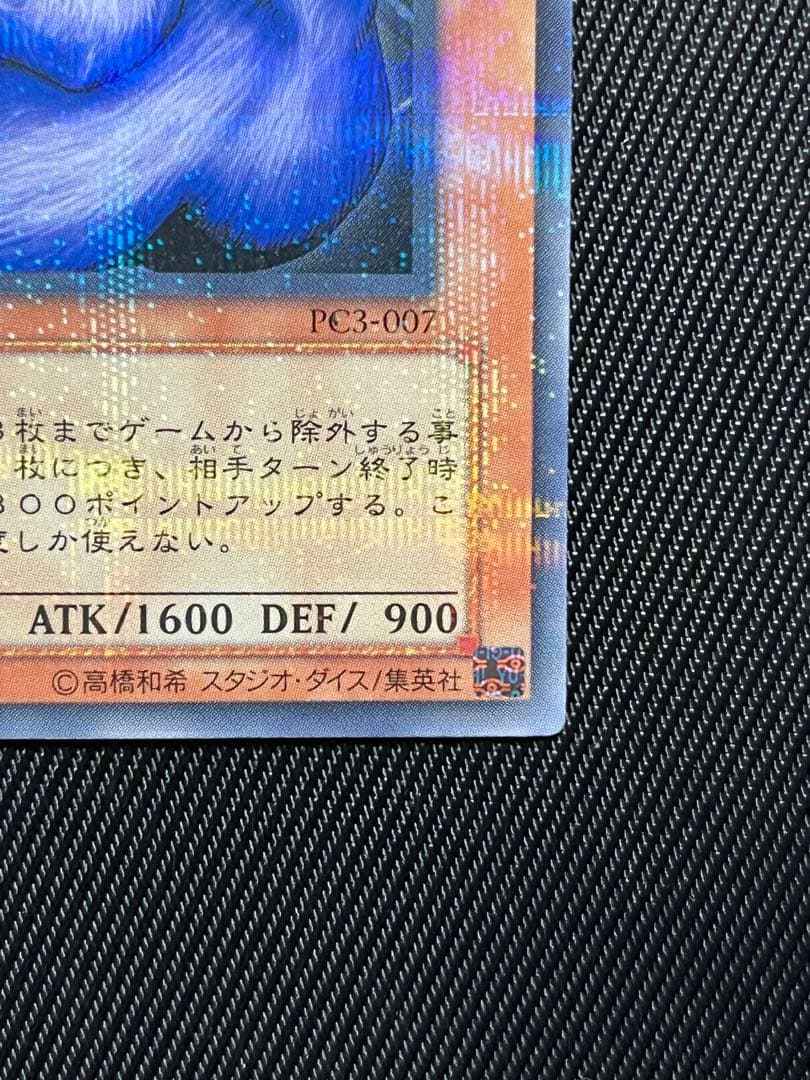 PC3-007
枚までゲームから除外する事
枚につき、相手ターン終了時
３００ポイントアップする。こ
しか使えない。
ATK/1600 DEF/ 900
©高橋和希 スタジオ・ダイス/集英社